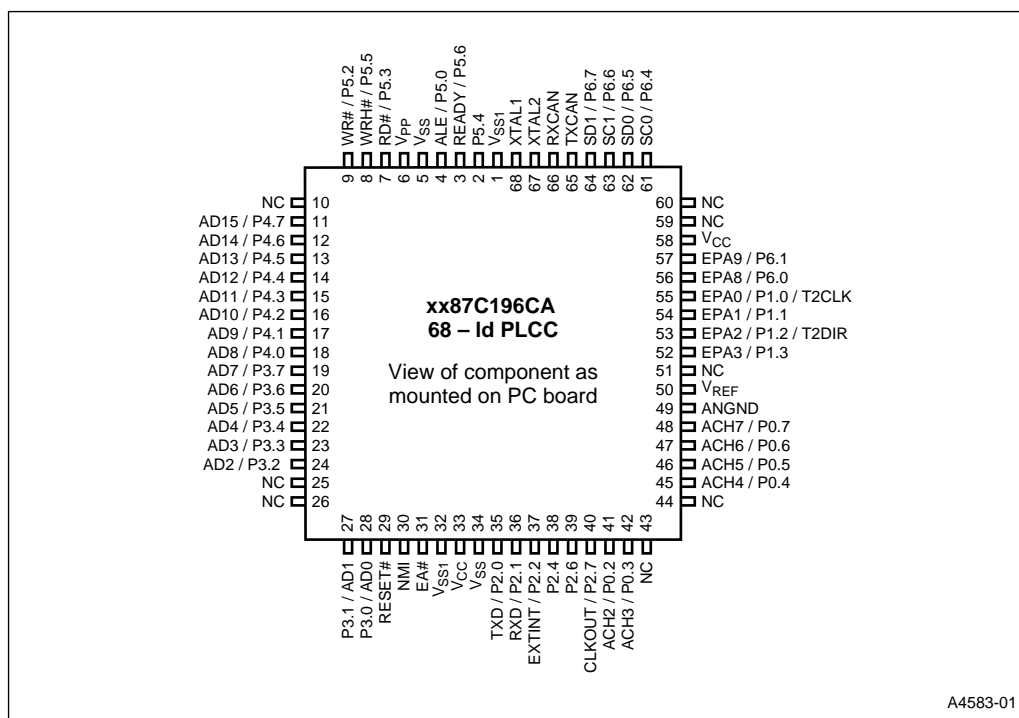 WR# / P5.2
WRH# / P5.5
RD# / P5.3
VPP
VSS
ALE / P5.0
READY / P5.6
P5.4
VSS1
XTAL1
XTAL2
RXCAN
TXCAN
SD1 / P6.7
SC1 / P6.6
SD0 / P6.5
SC0 / P6.4
9
8
7
6
5
4
3
2
1
68
67
66
65
64
63
62
61
NC 10
AD15 / P4.7 11
AD14 / P4.6 12
AD13 / P4.5 13
AD12 / P4.4 14
AD11 / P4.3 15
AD10 / P4.2 16
AD9 / P4.1 17
AD8 / P4.0 18
AD7 / P3.7 19
AD6 / P3.6 20
AD5 / P3.5 21
AD4 / P3.4 22
AD3 / P3.3 23
AD2 / P3.2 24
NC 25
NC 26
xx87C196CA
68 – ld PLCC
View of component as
mounted on PC board
60 NC
59 NC
58 VCC
57 EPA9 / P6.1
56 EPA8 / P6.0
55 EPA0 / P1.0 / T2CLK
54 EPA1 / P1.1
53 EPA2 / P1.2 / T2DIR
52 EPA3 / P1.3
51 NC
50 VREF
49 ANGND
48 ACH7 / P0.7
47 ACH6 / P0.6
46 ACH5 / P0.5
45 ACH4 / P0.4
44 NC
27
28
29
30
31
32
33
34
35
36
37
38
39
40
41
42
43
P3.1 / AD1
P3.0 / AD0
RESET#
NMI
EA#
VSS1
VCC
VSS
TXD / P2.0
RXD / P2.1
EXTINT / P2.2
P2.4
P2.6
CLKOUT / P2.7
ACH2 / P0.2
ACH3 / P0.3
NC
A4583-01